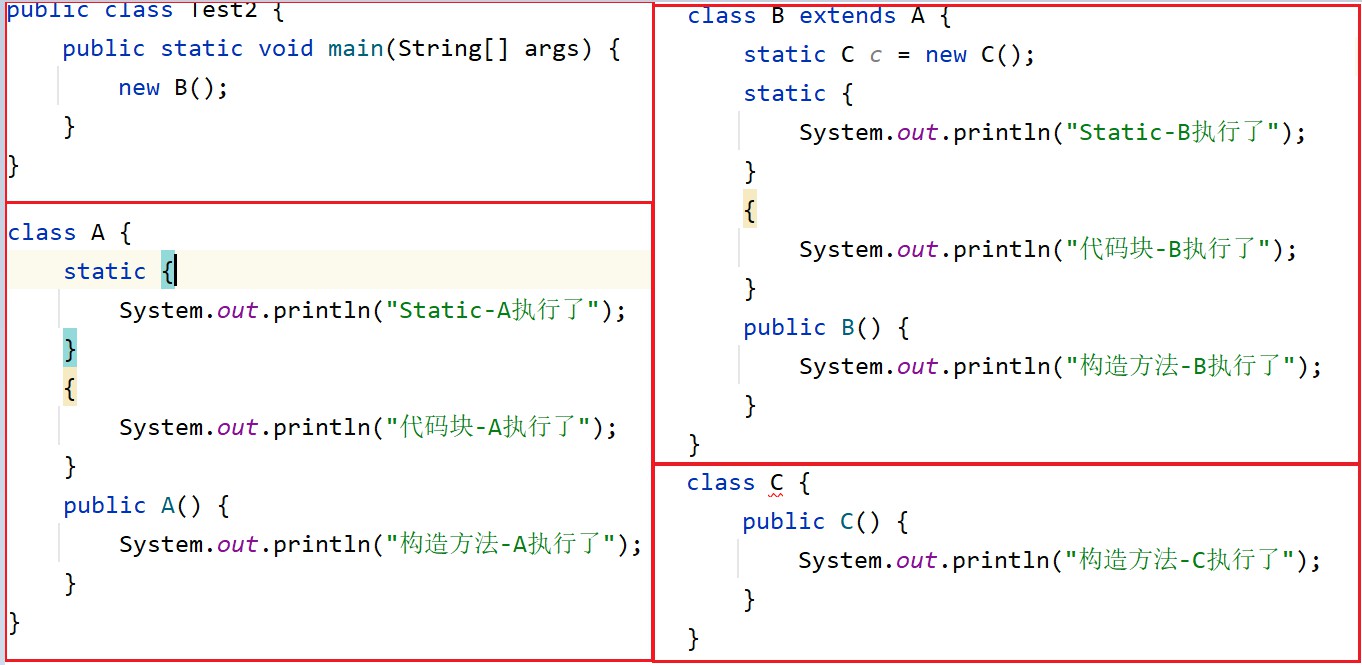 public class Test2 {
    public static void main(String[] args) {
        new B();
    }
}
class A {
    static {
        System.out.println("Static-A执行了");
    }
    {
        System.out.println("代码块-A执行了");
    }
    public A() {
        System.out.println("构造方法-A执行了");
    }
}
class B extends A {
    static C c = new C();
    static {
        System.out.println("Static-B执行了");
    }
    {
        System.out.println("代码块-B执行了");
    }
    public B() {
        System.out.println("构造方法-B执行了");
    }
}
class C {
    public C() {
        System.out.println("构造方法-C执行了");
    }
}